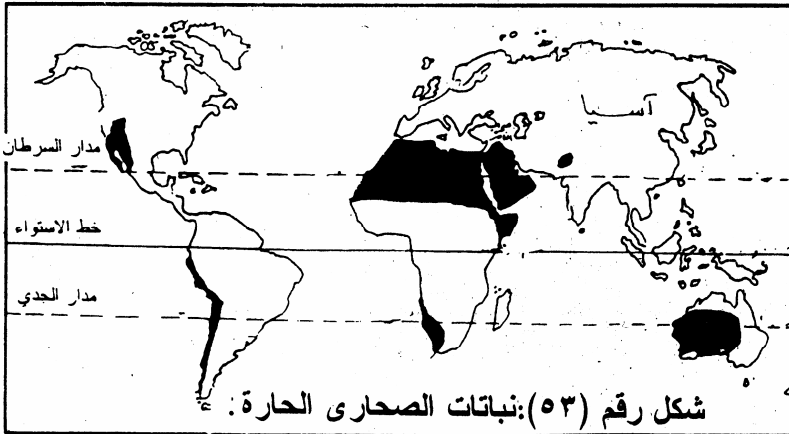 آسيا
مدار السرطان
خط الاستواء
مدار الجدي
شكل رقم (٥٣): نباتات الصحارى الحارة: